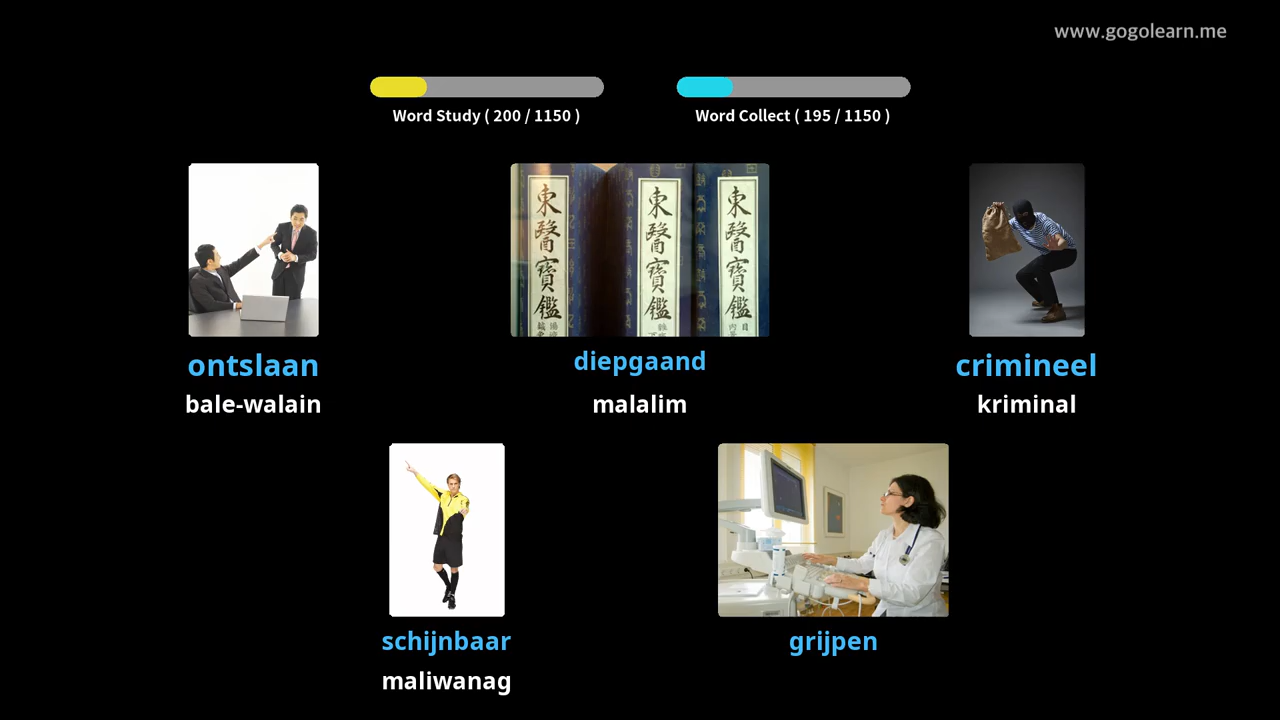 www.gogolearn.me
Word Study ( 200 / 1150 )
Word Collect ( 195 / 1150 )
東醫寶鑑
東醫寶鑑
東醫寶鑑
ontslaan
bale-walain
diepgaand
malalim
crimineel
kriminal
schijnbaar
maliwanag
grijpen